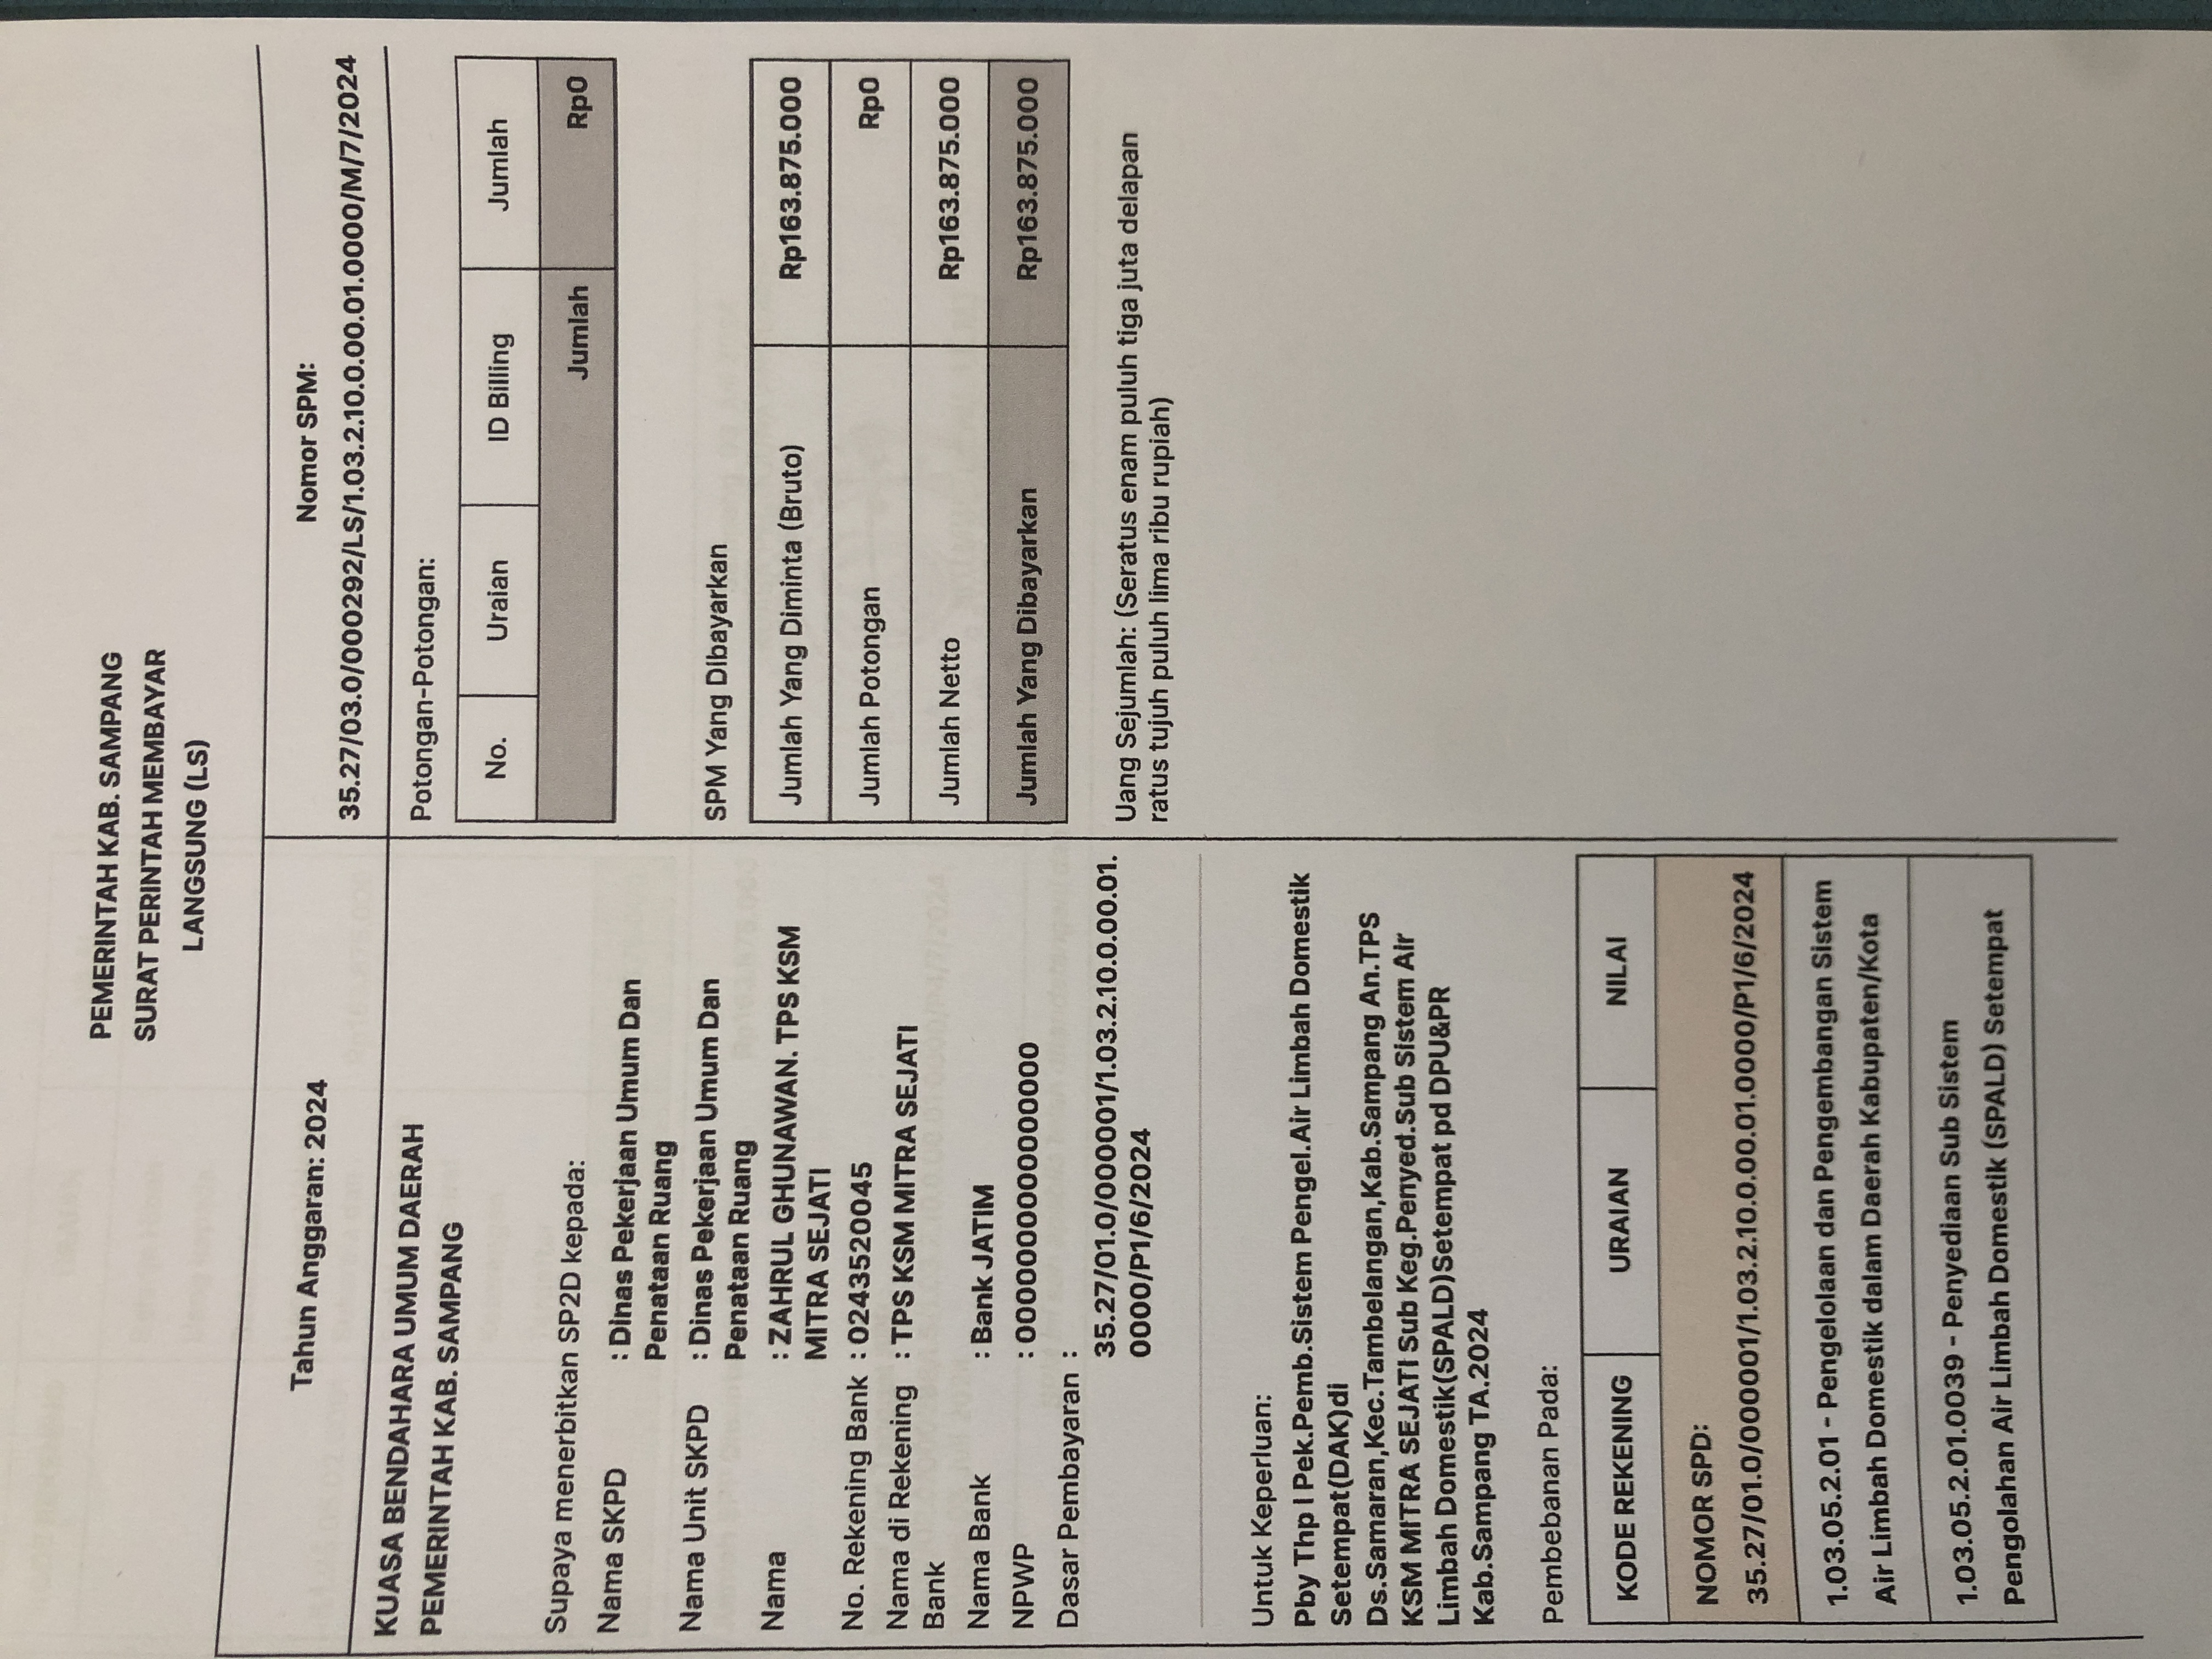 PEMERINTAH KAB. SAMPANG
SURAT PERINTAH MEMBAYAR
LANGSUNG (LS)
Tahun Anggaran: 2024
Nomor SPM:
35.27/03.0/000292/LS/1.03.2.10.0.00.01.0000/M/7/2024
KUASA BENDAHARA UMUM DAERAH
PEMERINTAH KAB. SAMPANG
Supaya menerbitkan SP2D kepada:
Nama SKPD : Dinas Pekerjaan Umum Dan
Penataan Ruang
Nama Unit SKPD : Dinas Pekerjaan Umum Dan
Penataan Ruang
Nama : ZAHRUL GHUNAWAN. TPS KSM
MITRA SEJATI
No. Rekening Bank : 0243520045
Nama di Rekening : TPS KSM MITRA SEJATI
Bank
Nama Bank : Bank JATIM
NPWP : 0000000000000000
Dasar Pembayaran :
35.27/01.0/000001/1.03.2.10.0.00.01.
0000/P1/6/2024
Untuk Keperluan:
Pby Thp I Pek.Pemb.Sistem Pengel.Air Limbah Domestik
Setempat(DAK)di
Ds.Samaran,Kec.Tambelangan,Kab.Sampang An.TPS
KSM MITRA SEJATI Sub Keg.Penyed.Sub Sistem Air
Limbah Domestik(SPALD)Setempat pd DPU&PR
Kab.Sampang TA.2024
Pembebanan Pada:
KODE REKENING URAIAN NILAI
NOMOR SPD:
35.27/01.0/000001/1.03.2.10.0.00.01.0000/P1/6/2024
1.03.05.2.01 - Pengelolaan dan Pengembangan Sistem
Air Limbah Domestik dalam Daerah Kabupaten/Kota
1.03.05.2.01.0039 - Penyediaan Sub Sistem
Pengolahan Air Limbah Domestik (SPALD) Setempat
Potongan-Potongan:
No. Uraian ID Billing Jumlah
Jumlah Rp0
SPM Yang Dibayarkan
Jumlah Yang Diminta (Bruto) Rp163.875.000
Jumlah Potongan Rp0
Jumlah Netto Rp163.875.000
Jumlah Yang Dibayarkan Rp163.875.000
Uang Sejumlah: (Seratus enam puluh tiga juta delapan
ratus tujuh puluh lima ribu rupiah)